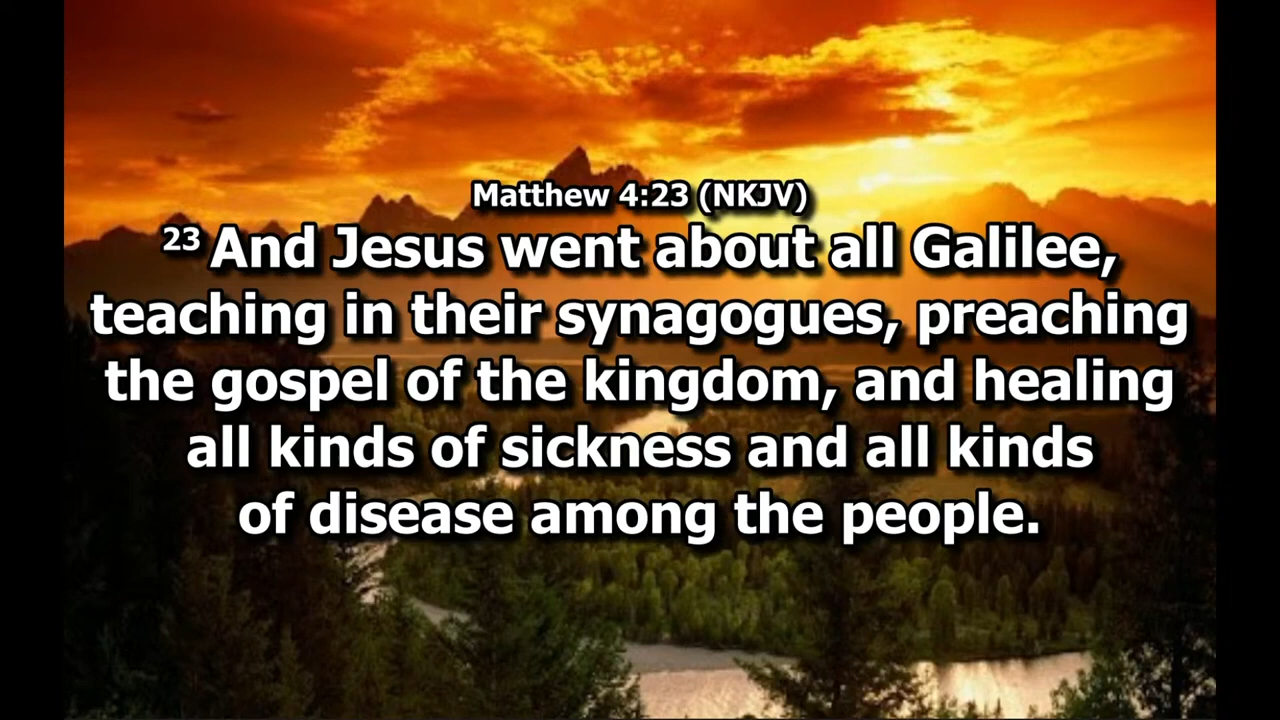 Matthew 4:23 (NKJV)
23 And Jesus went about all Galilee,
teaching in their synagogues, preaching
the gospel of the kingdom, and healing
all kinds of sickness and all kinds
of disease among the people.